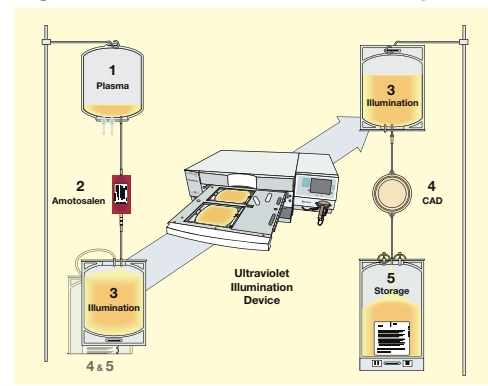 1
Plasma
2
Amotosalen
3
Illumination
4 & 5
Ultraviolet
Illumination
Device
3
Illumination
4
CAD
5
Storage